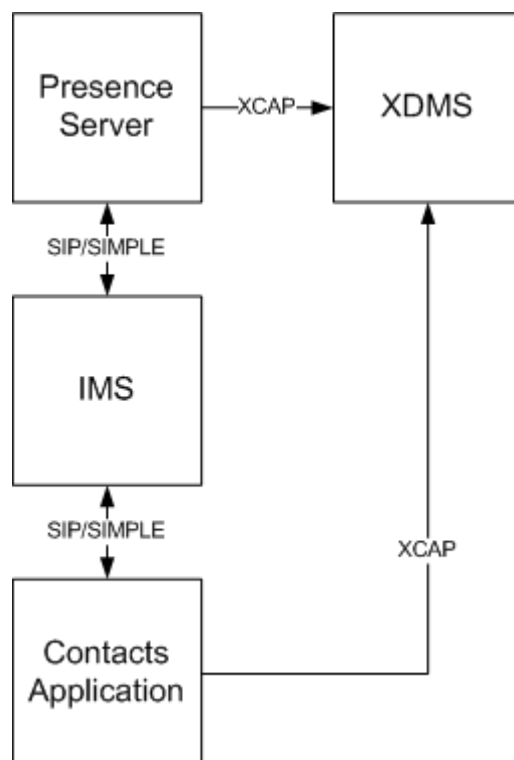 Presence
Server
XCAP
XDMS
SIP/SIMPLE
IMS
SIP/SIMPLE
XCAP
Contacts
Application